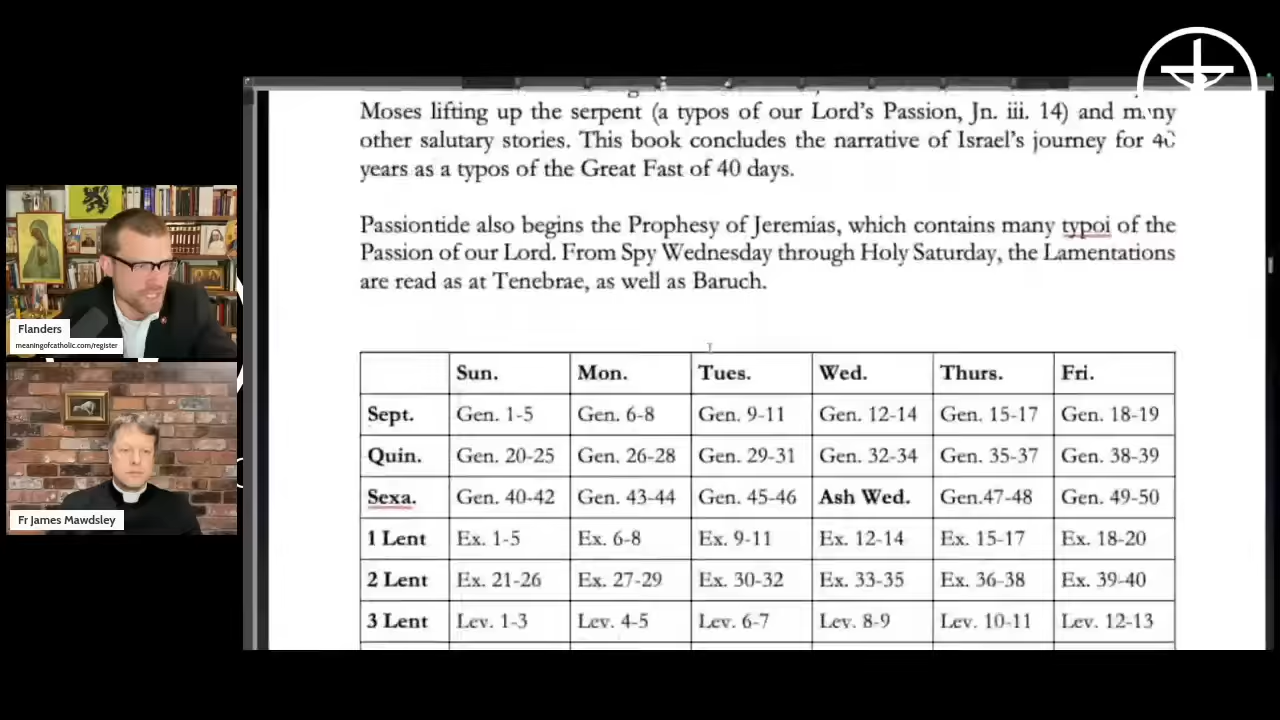 Moses lifting up the serpent (a typos of our Lord's Passion, Jn. iii. 14) and many
other salutary stories. This book concludes the narrative of Israel's journey for 40
years as a typos of the Great Fast of 40 days.
Passiontide also begins the Prophesy of Jeremias, which contains many typoi of the
Passion of our Lord. From Spy Wednesday through Holy Saturday, the Lamentations
are read as at Tenebrae, as well as Baruch.
Sun. Mon. Tues. Wed. Thurs. Fri.
Sept. Gen. 1-5 Gen. 6-8 Gen. 9-11 Gen. 12-14 Gen. 15-17 Gen. 18-19
Quin. Gen. 20-25 Gen. 26-28 Gen. 29-31 Gen. 32-34 Gen. 35-37 Gen. 38-39
Sexa. Gen. 40-42 Gen. 43-44 Gen. 45-46 Ash Wed. Gen.47-48 Gen. 49-50
1 Lent Ex. 1-5 Ex. 6-8 Ex. 9-11 Ex. 12-14 Ex. 15-17 Ex. 18-20
2 Lent Ex. 21-26 Ex. 27-29 Ex. 30-32 Ex. 33-35 Ex. 36-38 Ex. 39-40
3 Lent Lev. 1-3 Lev. 4-5 Lev. 6-7 Lev. 8-9 Lev. 10-11 Lev. 12-13
Flanders
meaningofcatholic.com/register
Fr James Mawdsley